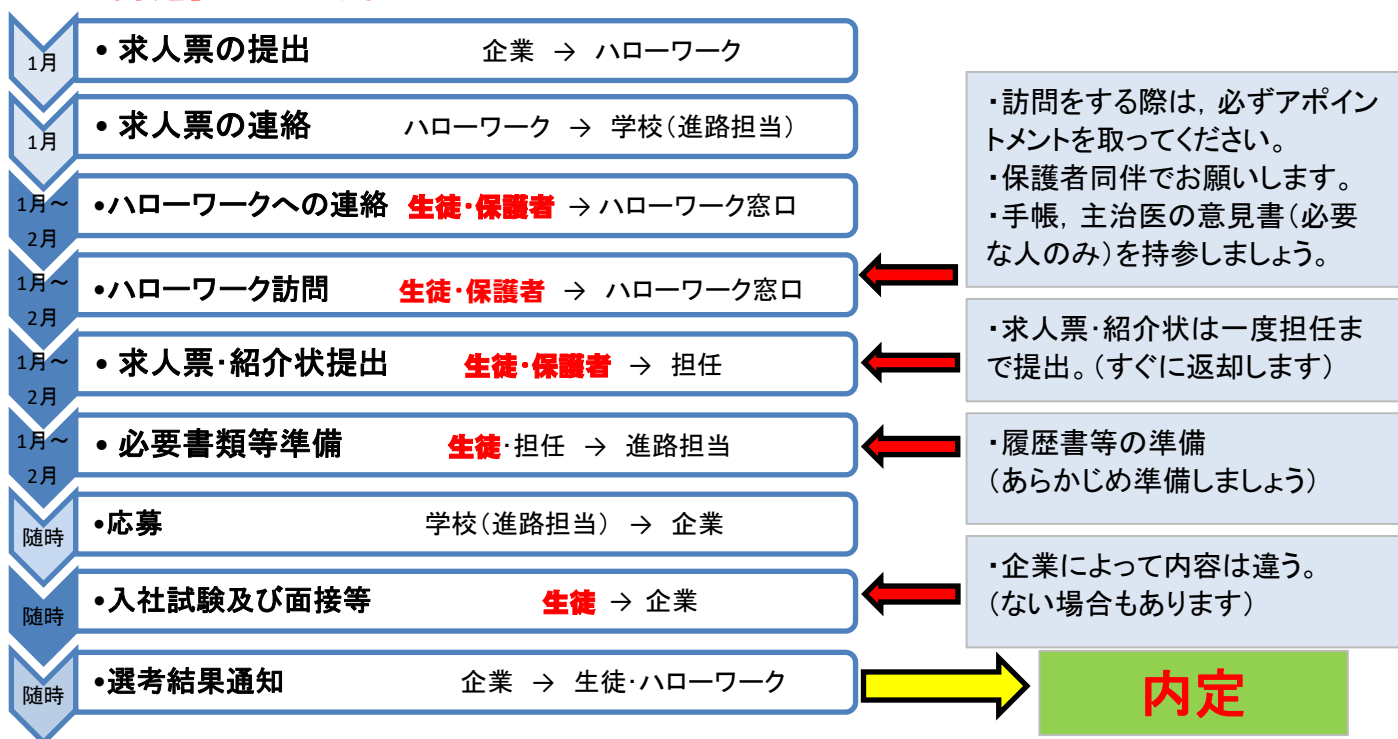 1月
・求人票の提出 企業 → ハローワーク
1月
・求人票の連絡 ハローワーク → 学校(進路担当)
1月～
2月
・ハローワークへの連絡 生徒・保護者 → ハローワーク窓口
1月～
2月
・ハローワーク訪問 生徒・保護者 → ハローワーク窓口
・訪問をする際は，必ずアポイン
トメントを取ってください。
・保護者同伴でお願いします。
・手帳，主治医の意見書(必要
な人のみ)を持参しましょう。
1月～
2月
・求人票・紹介状提出 生徒・保護者 → 担任
・求人票・紹介状は一度担任ま
で提出。(すぐに返却します)
1月～
2月
・必要書類等準備 生徒・担任 → 進路担当
・履歴書等の準備
(あらかじめ準備しましょう)
随時
・応募 学校(進路担当) → 企業
随時
・入社試験及び面接等 生徒 → 企業
・企業によって内容は違う。
(ない場合もあります)
随時
・選考結果通知 企業 → 生徒・ハローワーク
内定